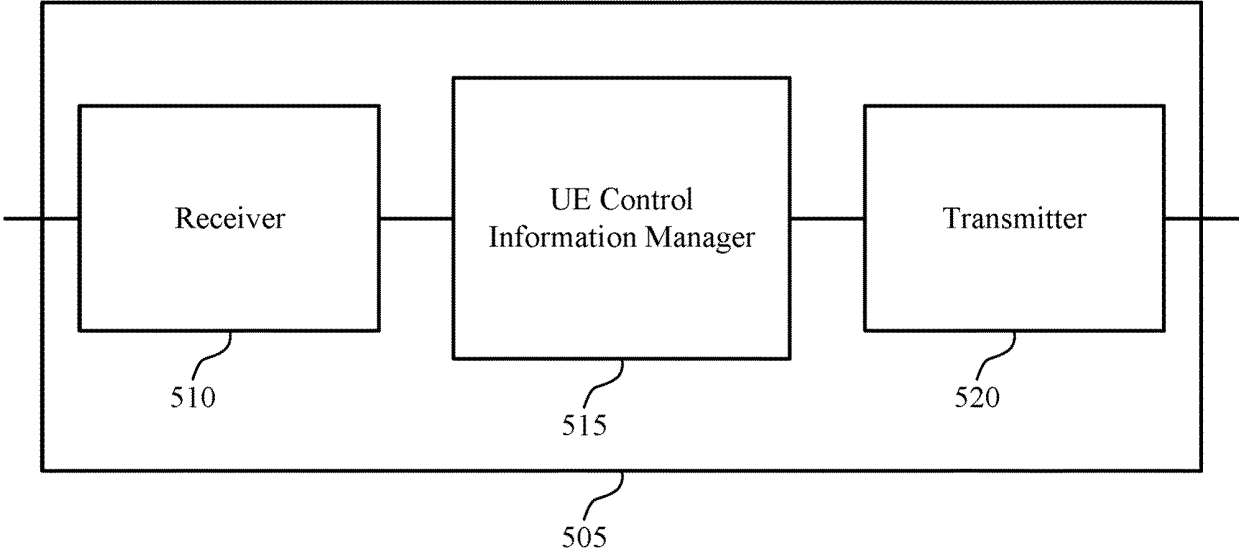 Receiver
UE Control
Information Manager
Transmitter
510
515
520
505